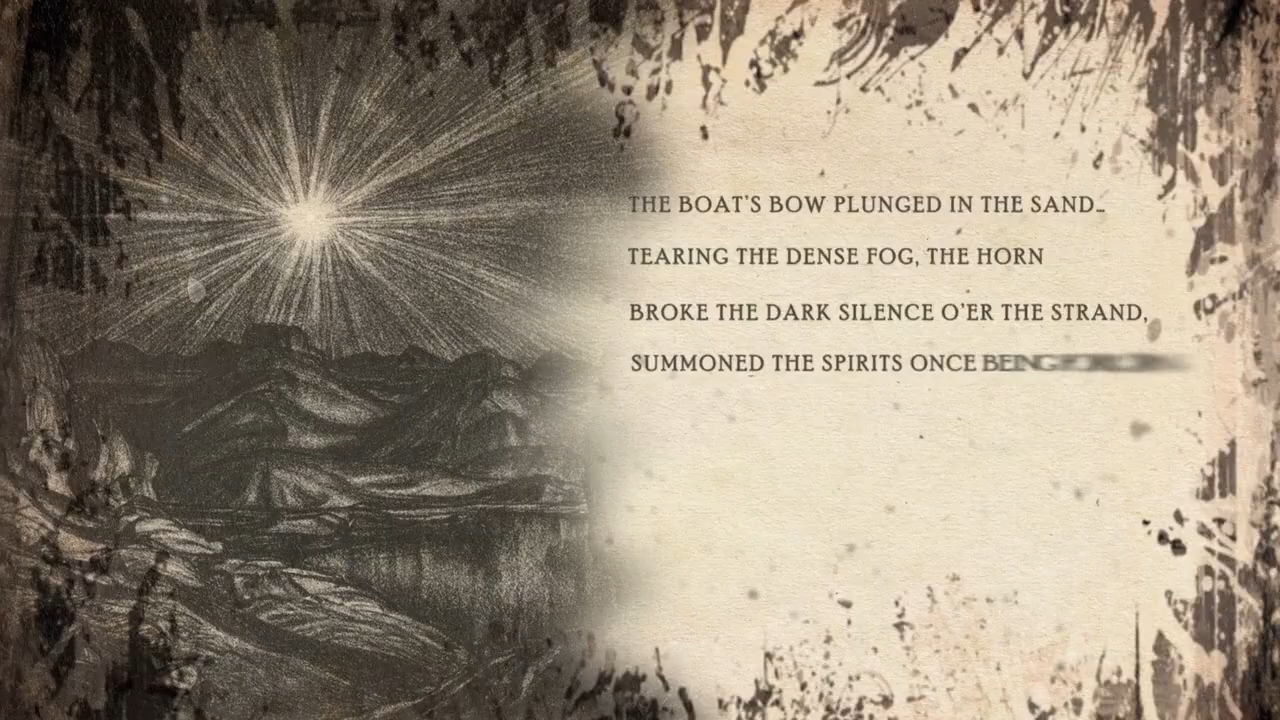 THE BOAT'S BOW PLUNGED IN THE SAND...
TEARING THE DENSE FOG, THE HORN
BROKE THE DARK SILENCE O'ER THE STRAND,
SUMMONED THE SPIRITS ONCE BEING